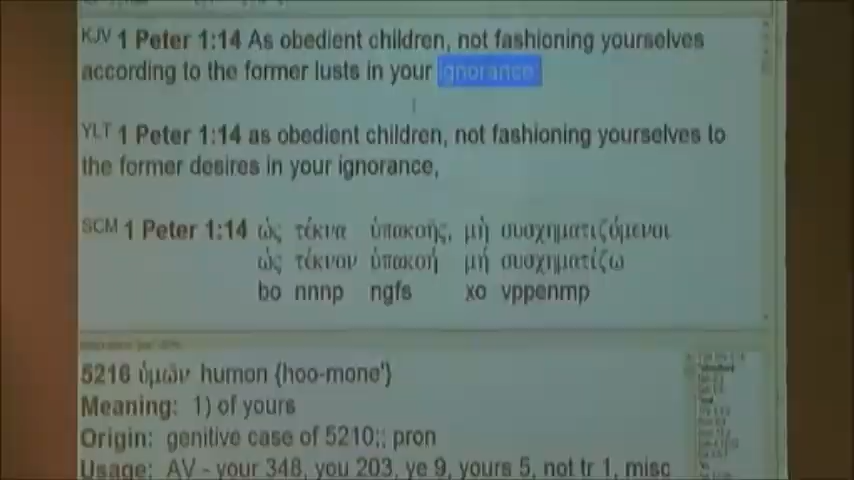 KJV 1 Peter 1:14 As obedient children, not fashioning yourselves
according to the former lusts in your ignorance:
YLT 1 Peter 1:14 as obedient children, not fashioning yourselves to
the former desires in your ignorance,
SCM 1 Peter 1:14 ὡς τέκνα ὑπακοῆς, μὴ συσχηματιζόμενοι
ὡς τέκνον ὑπακοή μή συσχηματίζω
bo nnnp ngfs xo vppenmp
5216 ὑμῶν humon {hoo-mone'}
Meaning: 1) of yours
Origin: genitive case of 5210;; pron
Usage: AV - your 348, you 203, ye 9, yours 5, not tr 1, misc